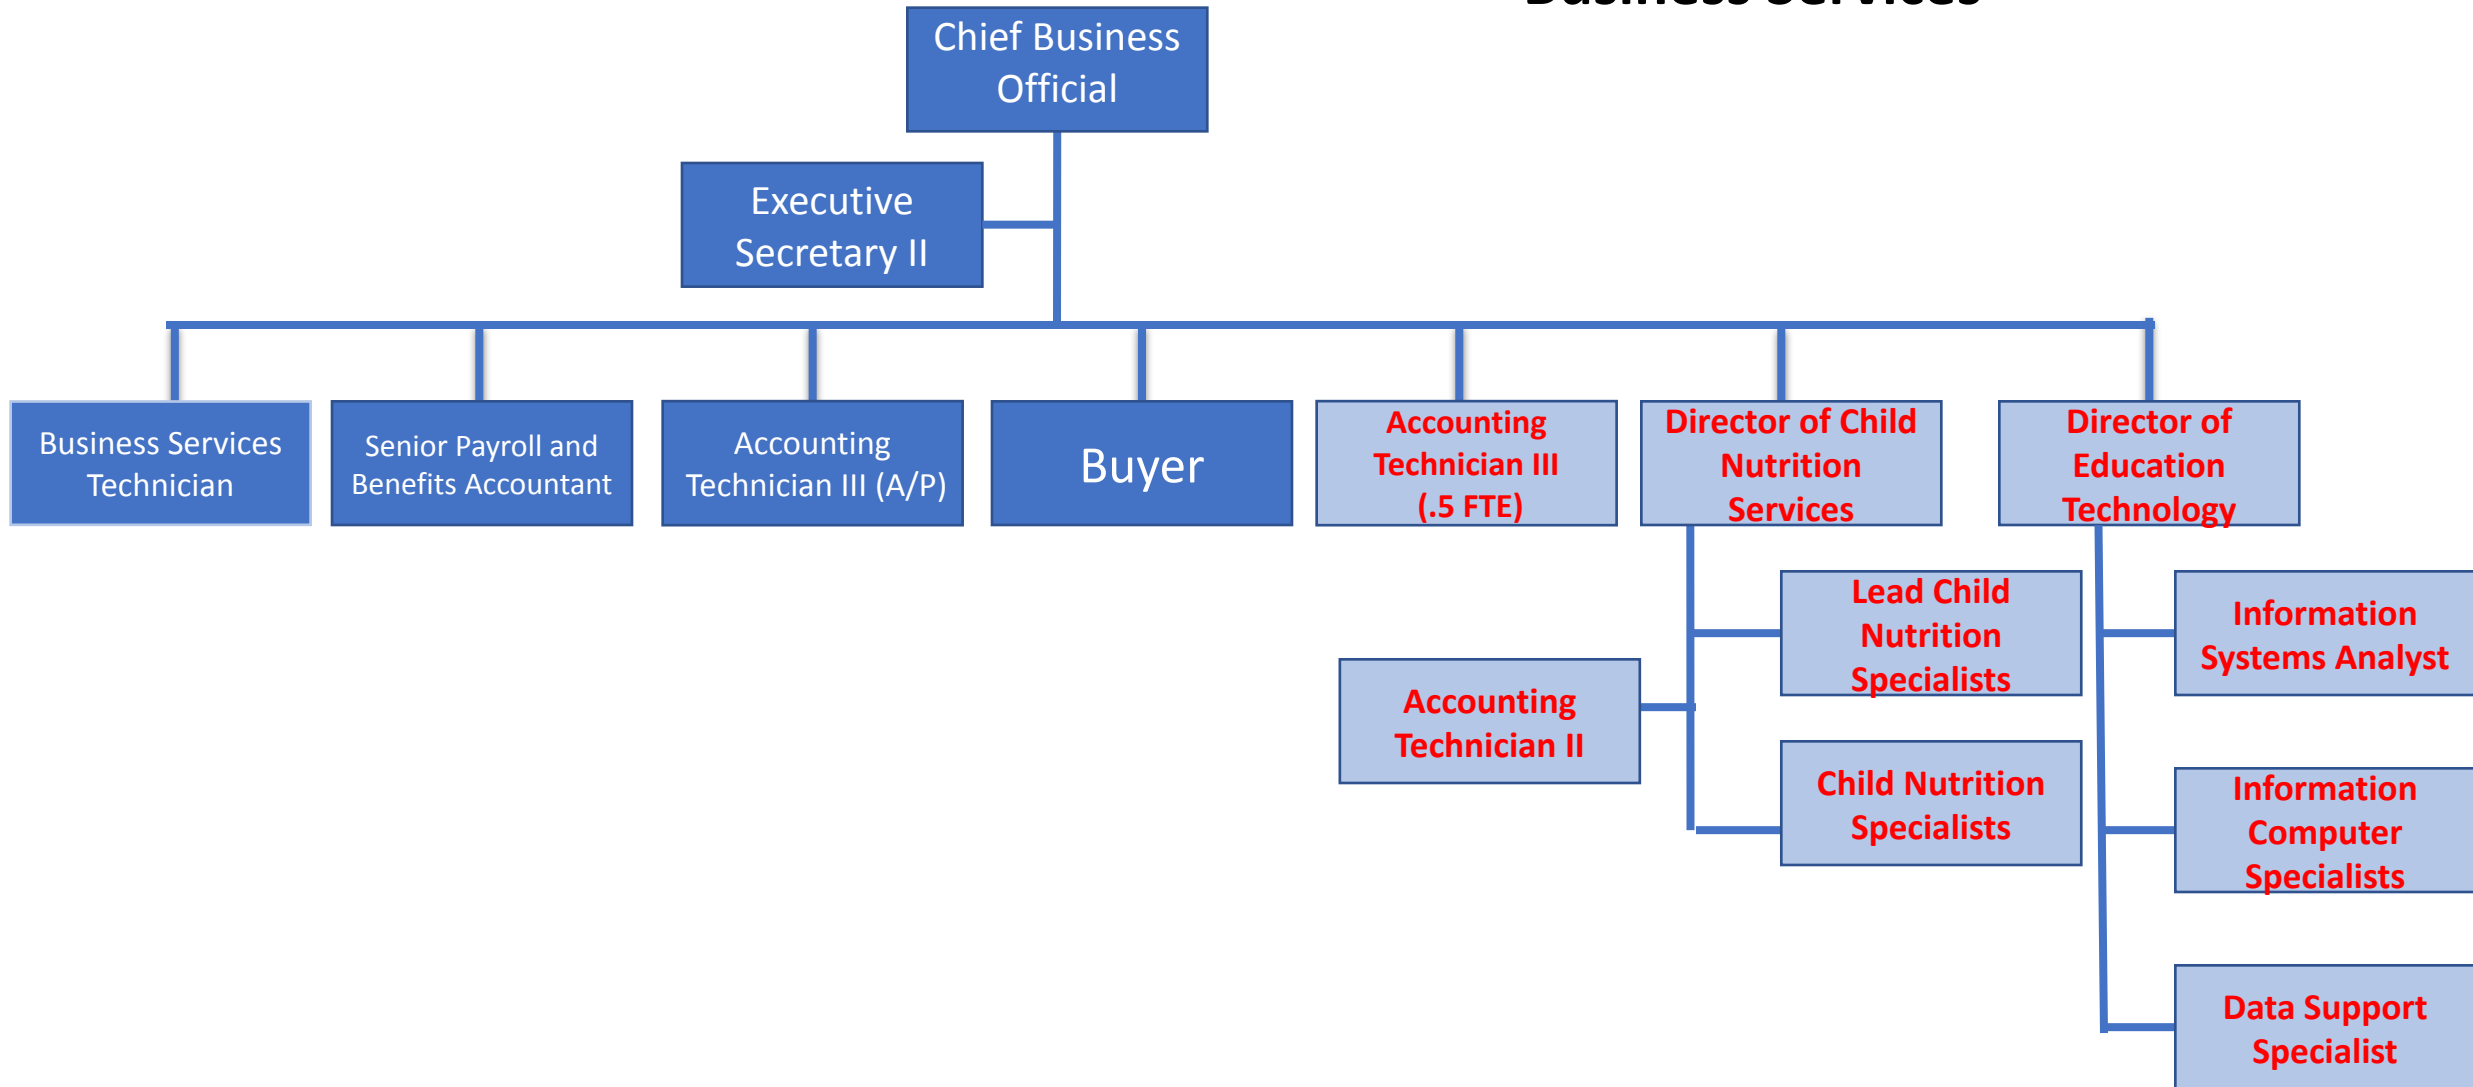 Business Services
Chief Business
Official
Executive
Secretary II
Business Services
Technician
Senior Payroll and
Benefits Accountant
Accounting
Technician III (A/P)
Buyer
Accounting
Technician III
(.5 FTE)
Director of Child
Nutrition
Services
Director of
Education
Technology
Lead Child
Nutrition
Specialists
Information
Systems Analyst
Accounting
Technician II
Child Nutrition
Specialists
Information
Computer
Specialists
Data Support
Specialist